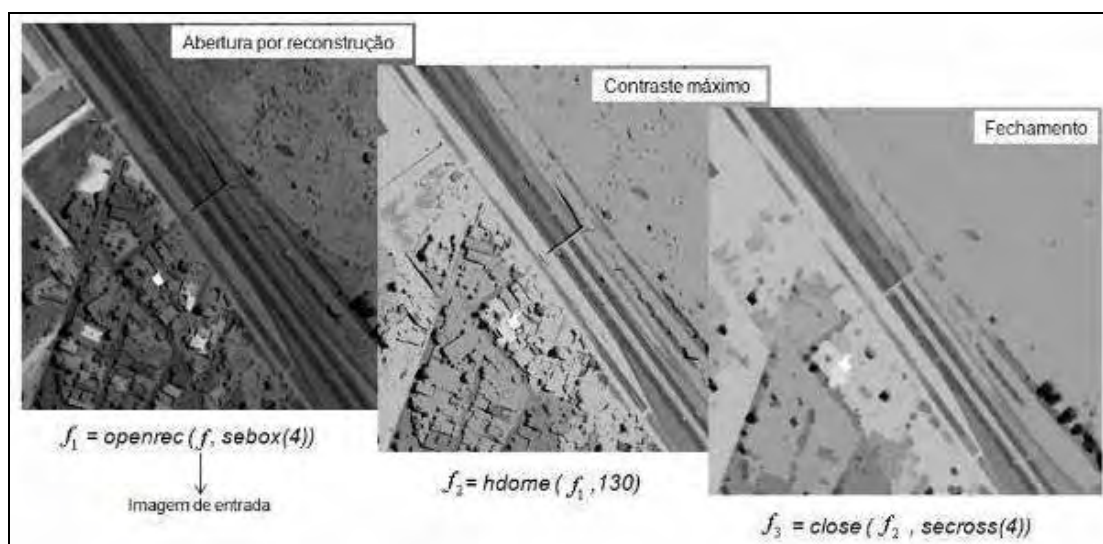 Abertura por reconstrução
Contraste máximo
Fechamento
f₁ = openrec (f, sebox(4))
Imagem de entrada
f₂= hdome ( f₁ ,130)
f₃ = close ( f₂ , secross(4))